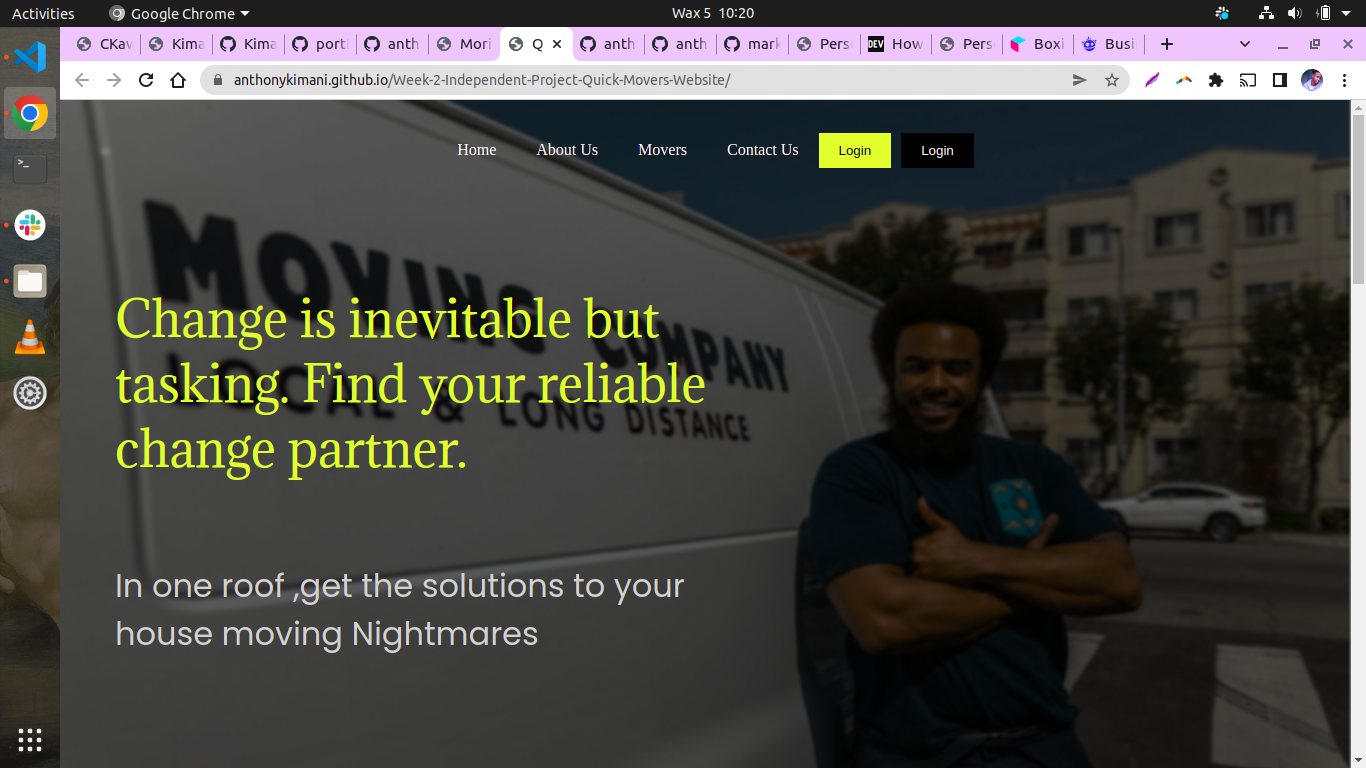 Activities
Google Chrome
Wax 5 10:20
CKav
Kima
Kima
port
anth
Mori
Q
anth
anth
mark
Pers
DEV
How
Pers
Boxi
Busi
anthonykimani.github.io/Week-2-Independent-Project-Quick-Movers-Website/
Home
About Us
Movers
Contact Us
Login
Login
MOVING COMPANY
LOCAL & LONG DISTANCE
Change is inevitable but
tasking. Find your reliable
change partner.
In one roof ,get the solutions to your
house moving Nightmares